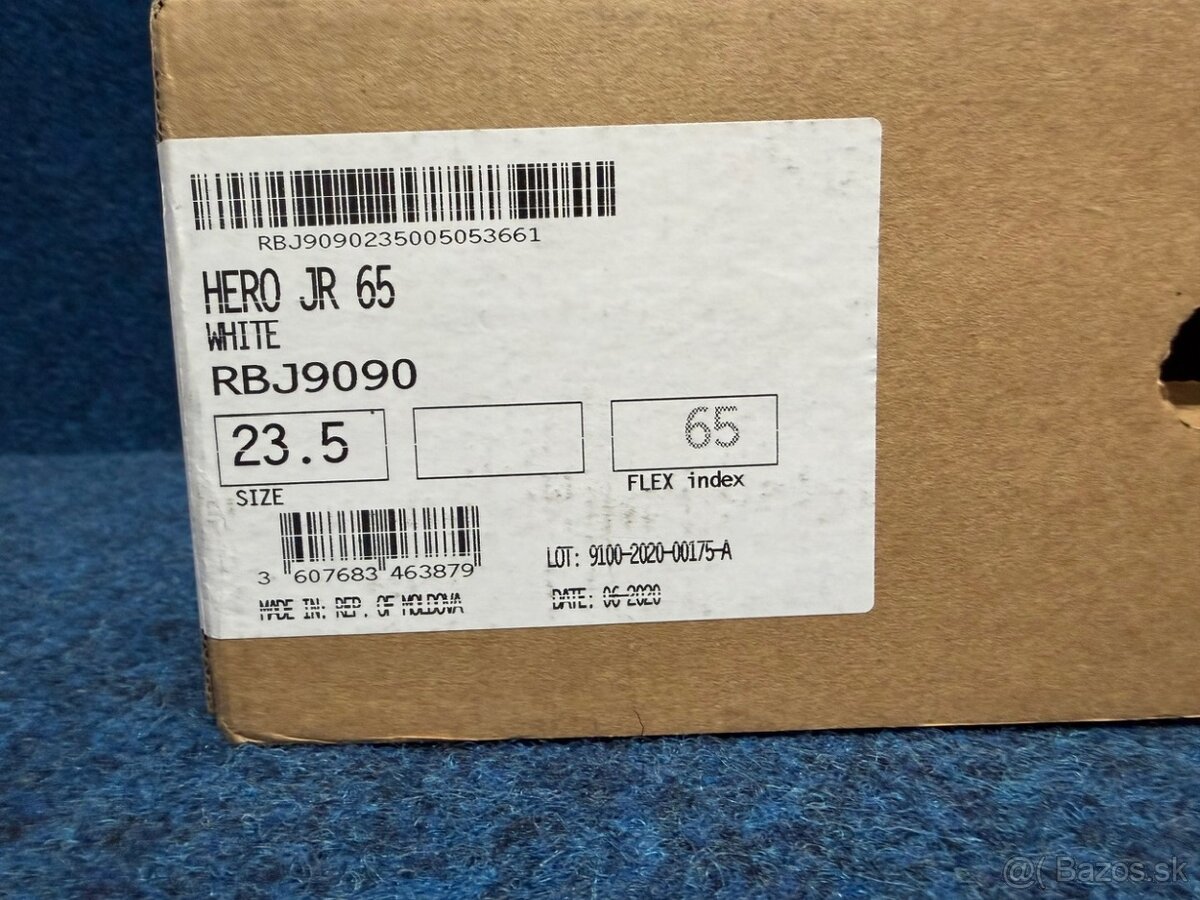 RBJ9090235005053661
HERO JR 65
WHITE
RBJ9090
23.5
65
SIZE
FLEX index
3 607683 463879
LOT: 9100-2020-00175-A
MADE IN: REP. OF MOLDOVA
DATE: 06-2020
@( Bazos.sk